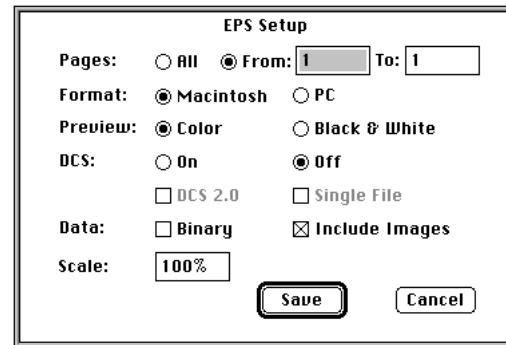 EPS Setup
Pages: All From: 1 To: 1
Format: Macintosh PC
Preview: Color Black & White
DCS: On Off
DCS 2.0 Single File
Data: Binary Include Images
Scale: 100%
Save Cancel